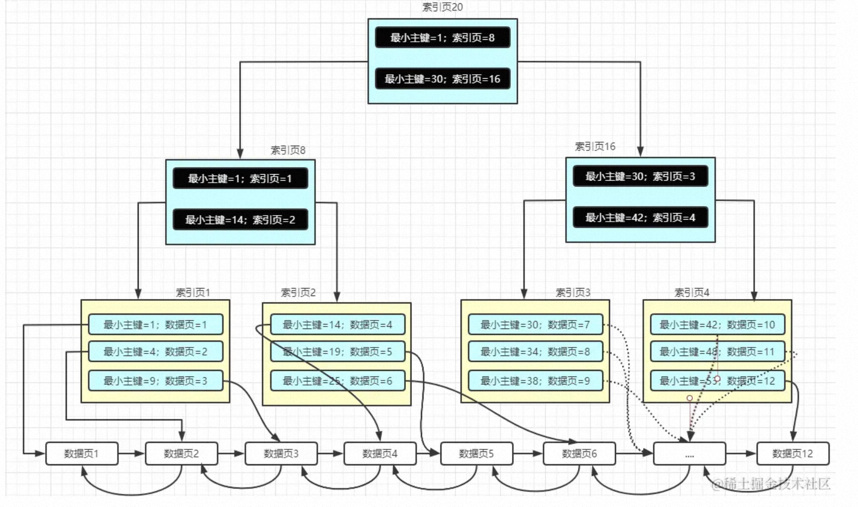 索引页20
最小主键=1；索引页=8
最小主键=30；索引页=16
索引页8
最小主键=1；索引页=1
最小主键=14；索引页=2
索引页16
最小主键=30；索引页=3
最小主键=42；索引页=4
索引页1
最小主键=1；数据页=1
最小主键=4；数据页=2
最小主键=9；数据页=3
索引页2
最小主键=14；数据页=4
最小主键=19；数据页=5
最小主键=25；数据页=6
索引页3
最小主键=30；数据页=7
最小主键=34；数据页=8
最小主键=38；数据页=9
索引页4
最小主键=42；数据页=10
最小主键=48；数据页=11
最小主键=53；数据页=12
数据页1
数据页2
数据页3
数据页4
数据页5
数据页6
....
数据页12
@稀土掘金技术社区